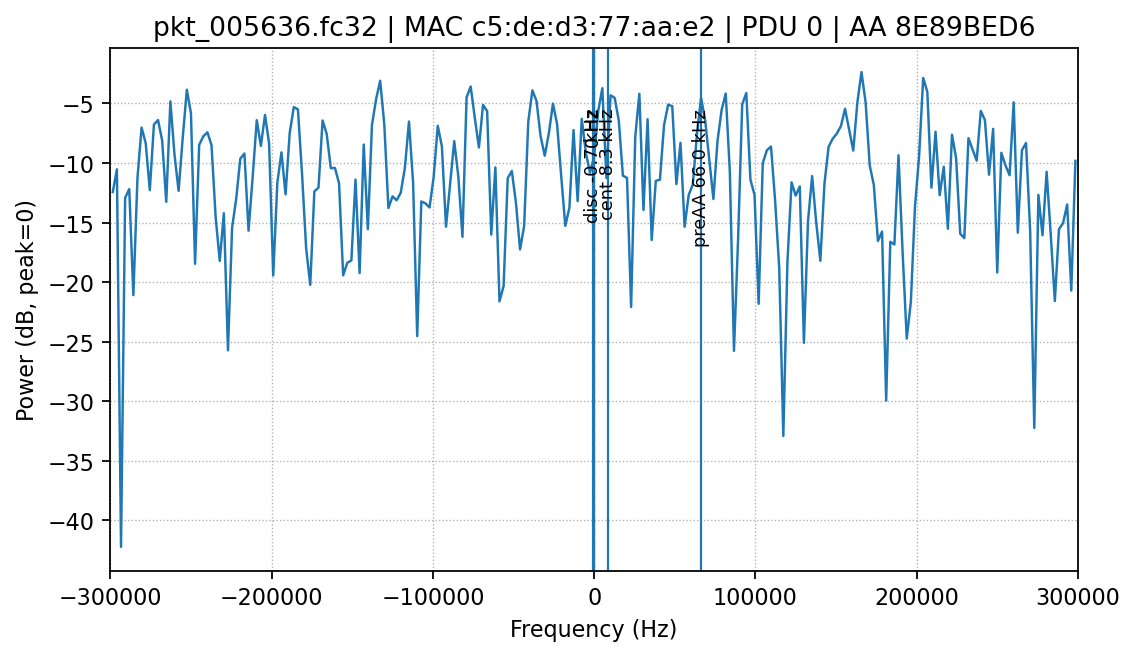 pkt_005636.fc32 | MAC c5:de:d3:77:aa:e2 | PDU 0 | AA 8E89BED6
Power (dB, peak=0)
−5
−10
−15
−20
−25
−30
−35
−40
disc
kHz
cent 8.3 kHz
preAA 66.0 kHz
−300000
−200000
−100000
0
100000
200000
300000
Frequency (Hz)